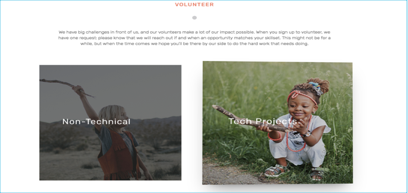 VOLUNTEER
We have big challenges in front of us, and our volunteers make a lot of our impact possible. When you sign up to volunteer, we
have one request: please know that we will reach out if and when an opportunity matches your skillset. This might not be for a
while, but when the time comes we hope you'll be there by our side to do the hard work that needs doing.
Non-Technical
Tech Projects